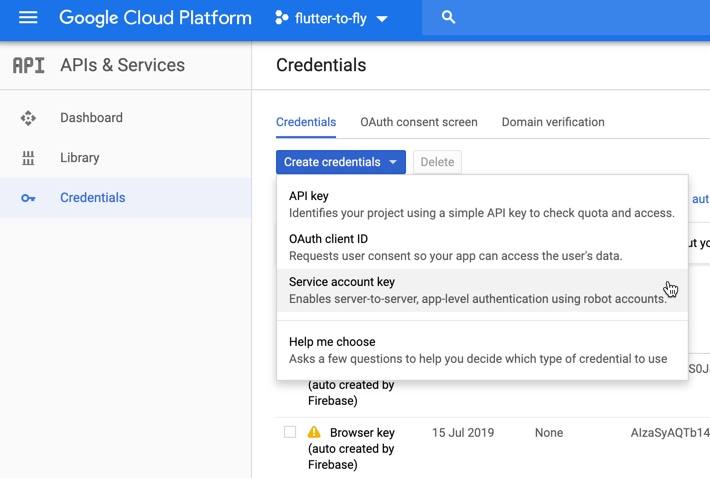 Google Cloud Platform
flutter-to-fly
API APIs & Services
Credentials
Dashboard
Library
Credentials
Credentials OAuth consent screen Domain verification
Create credentials Delete
API key
Identifies your project using a simple API key to check quota and access.
aut
OAuth client ID
ut yo
Requests user consent so your app can access the user's data.
Service account key
Enables server-to-server, app-level authentication using robot accounts.
Help me choose
Asks a few questions to help you decide which type of credential to use
(auto created by
Firebase)
Browser key 15 Jul 2019 None AIzaSyAQTb14
(auto created by
Firebase)